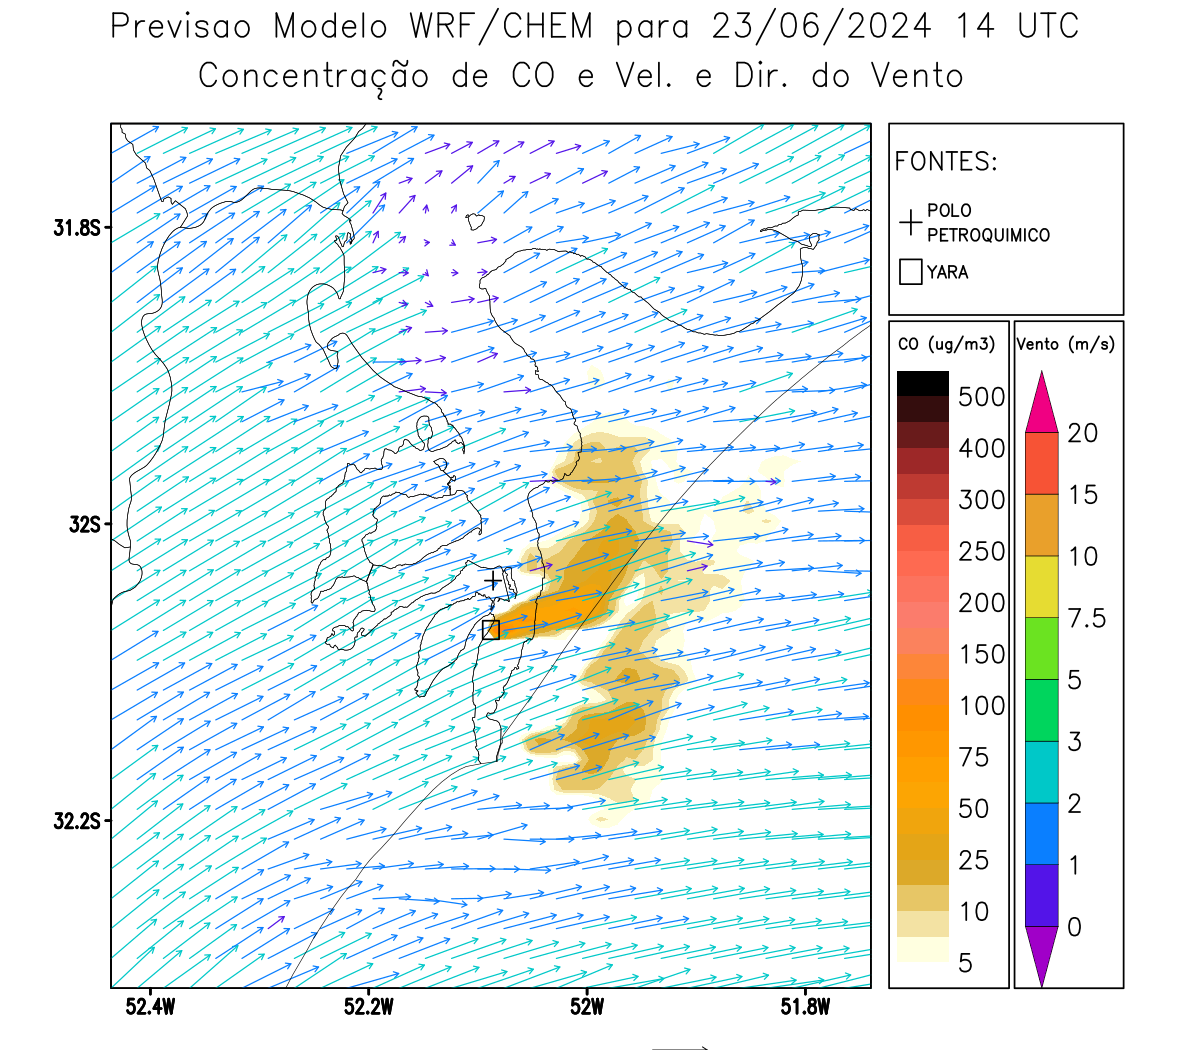 Previsao Modelo WRF/CHEM para 23/06/2024 14 UTC
Concentração de CO e Vel. e Dir. do Vento
FONTES:
POLO
PETROQUIMICO
YARA
CO (ug/m3)
500
400
300
250
200
150
100
75
50
25
10
5
Vento (m/s)
20
15
10
7.5
5
3
2
1
0
31.8S
32S
32.2S
52.4W
52.2W
52W
51.8W